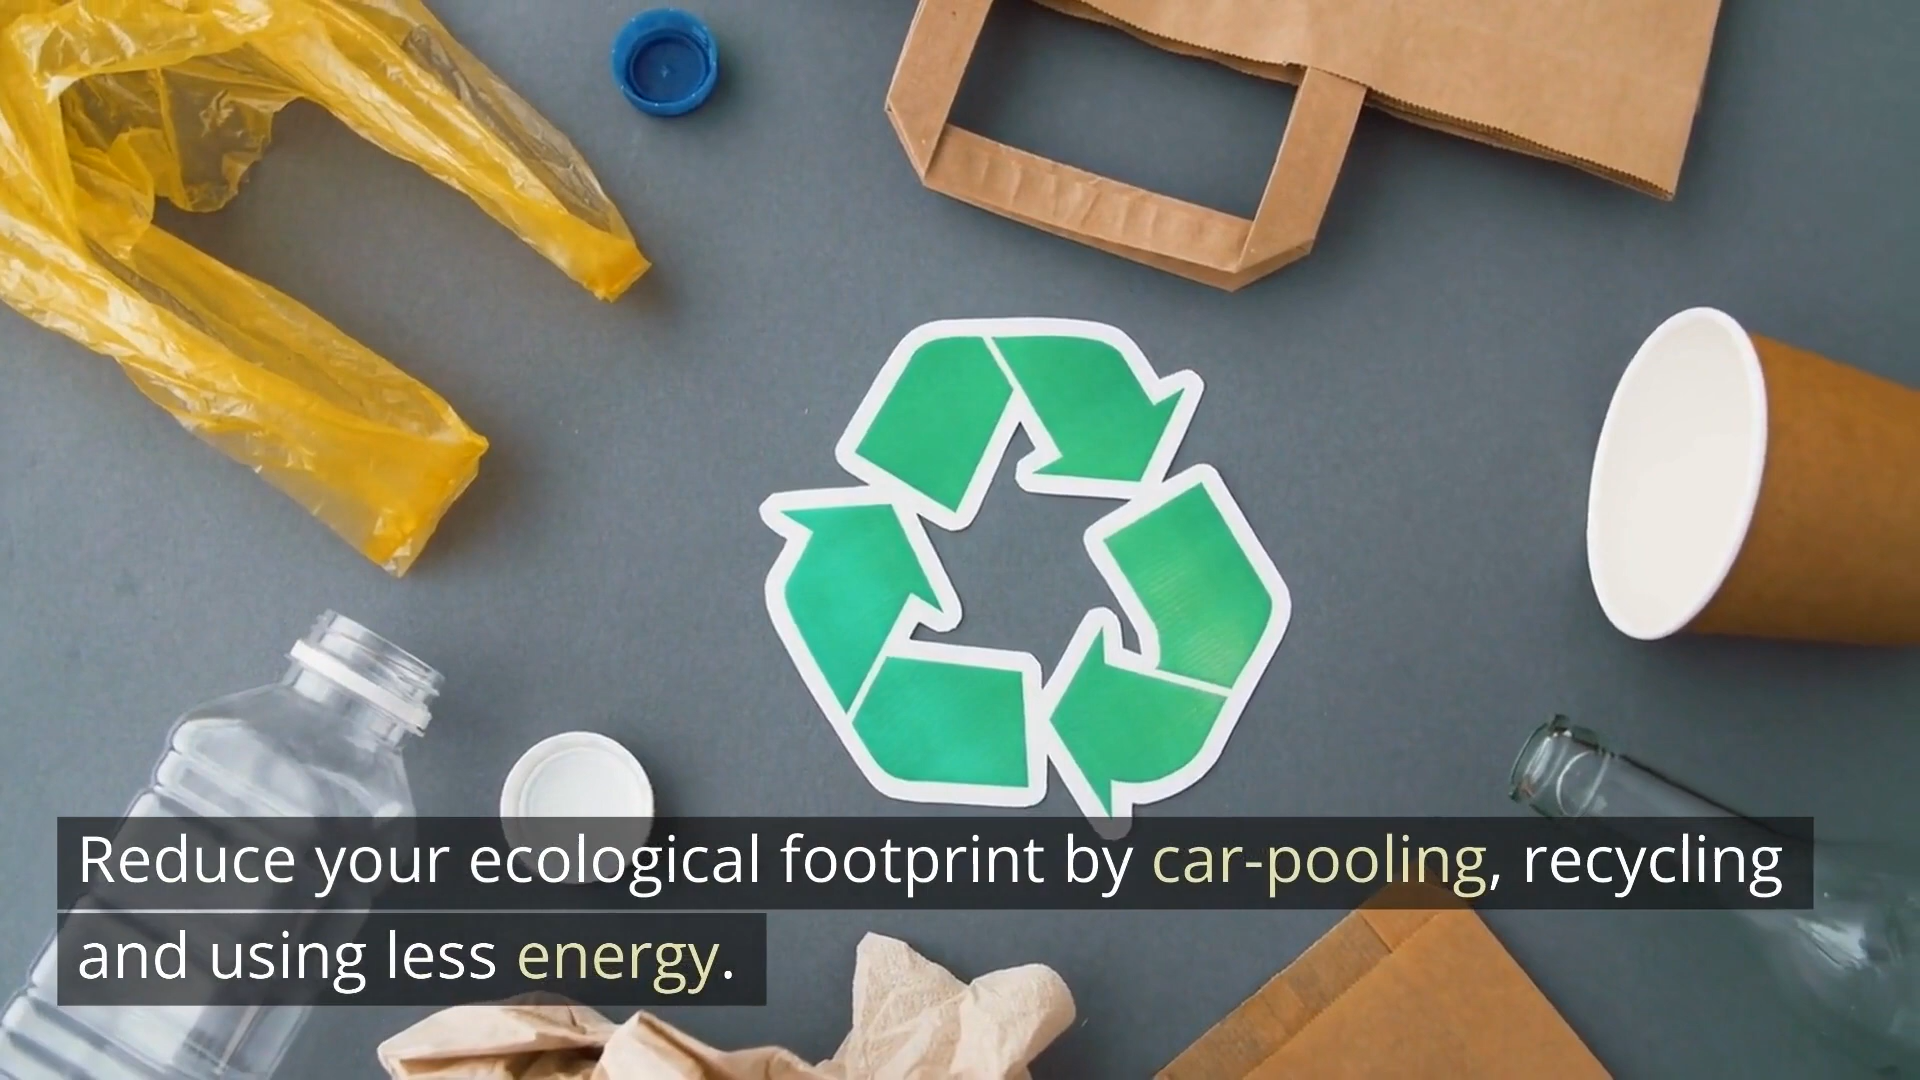 Reduce your ecological footprint by car-pooling, recycling
and using less energy.